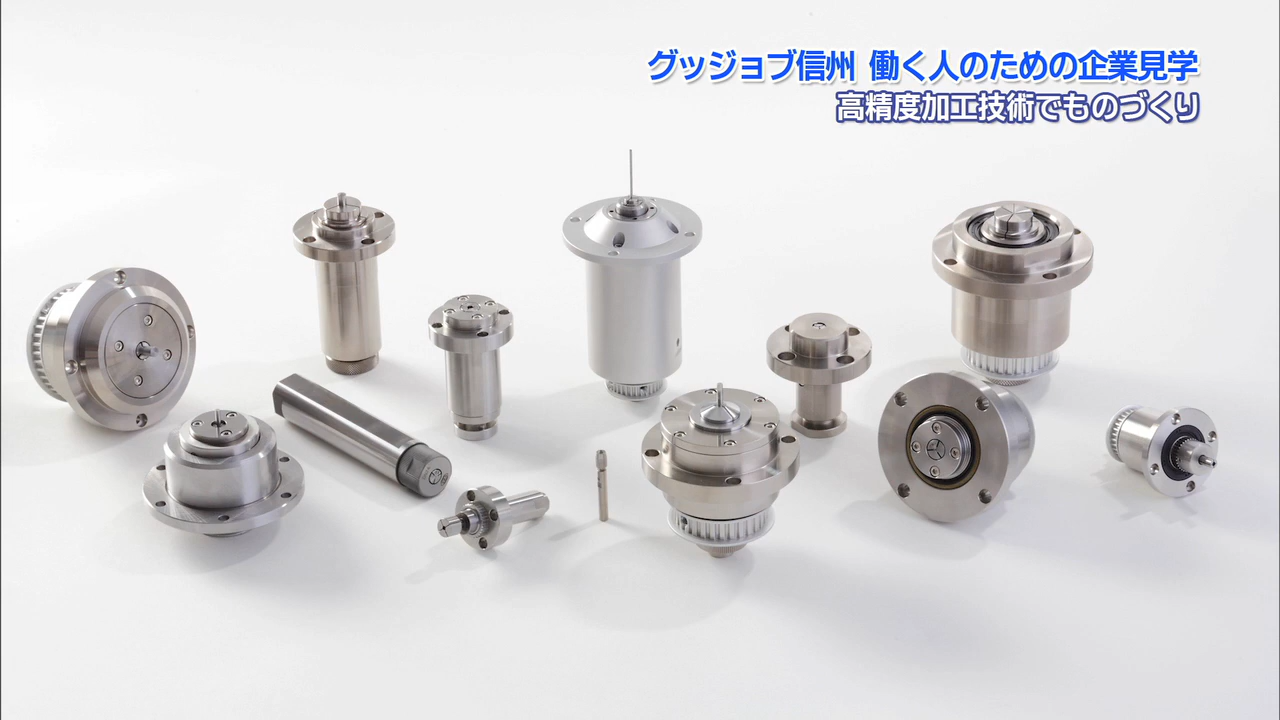 グッジョブ信州 働く人のための企業見学
高精度加工技術でものづくり